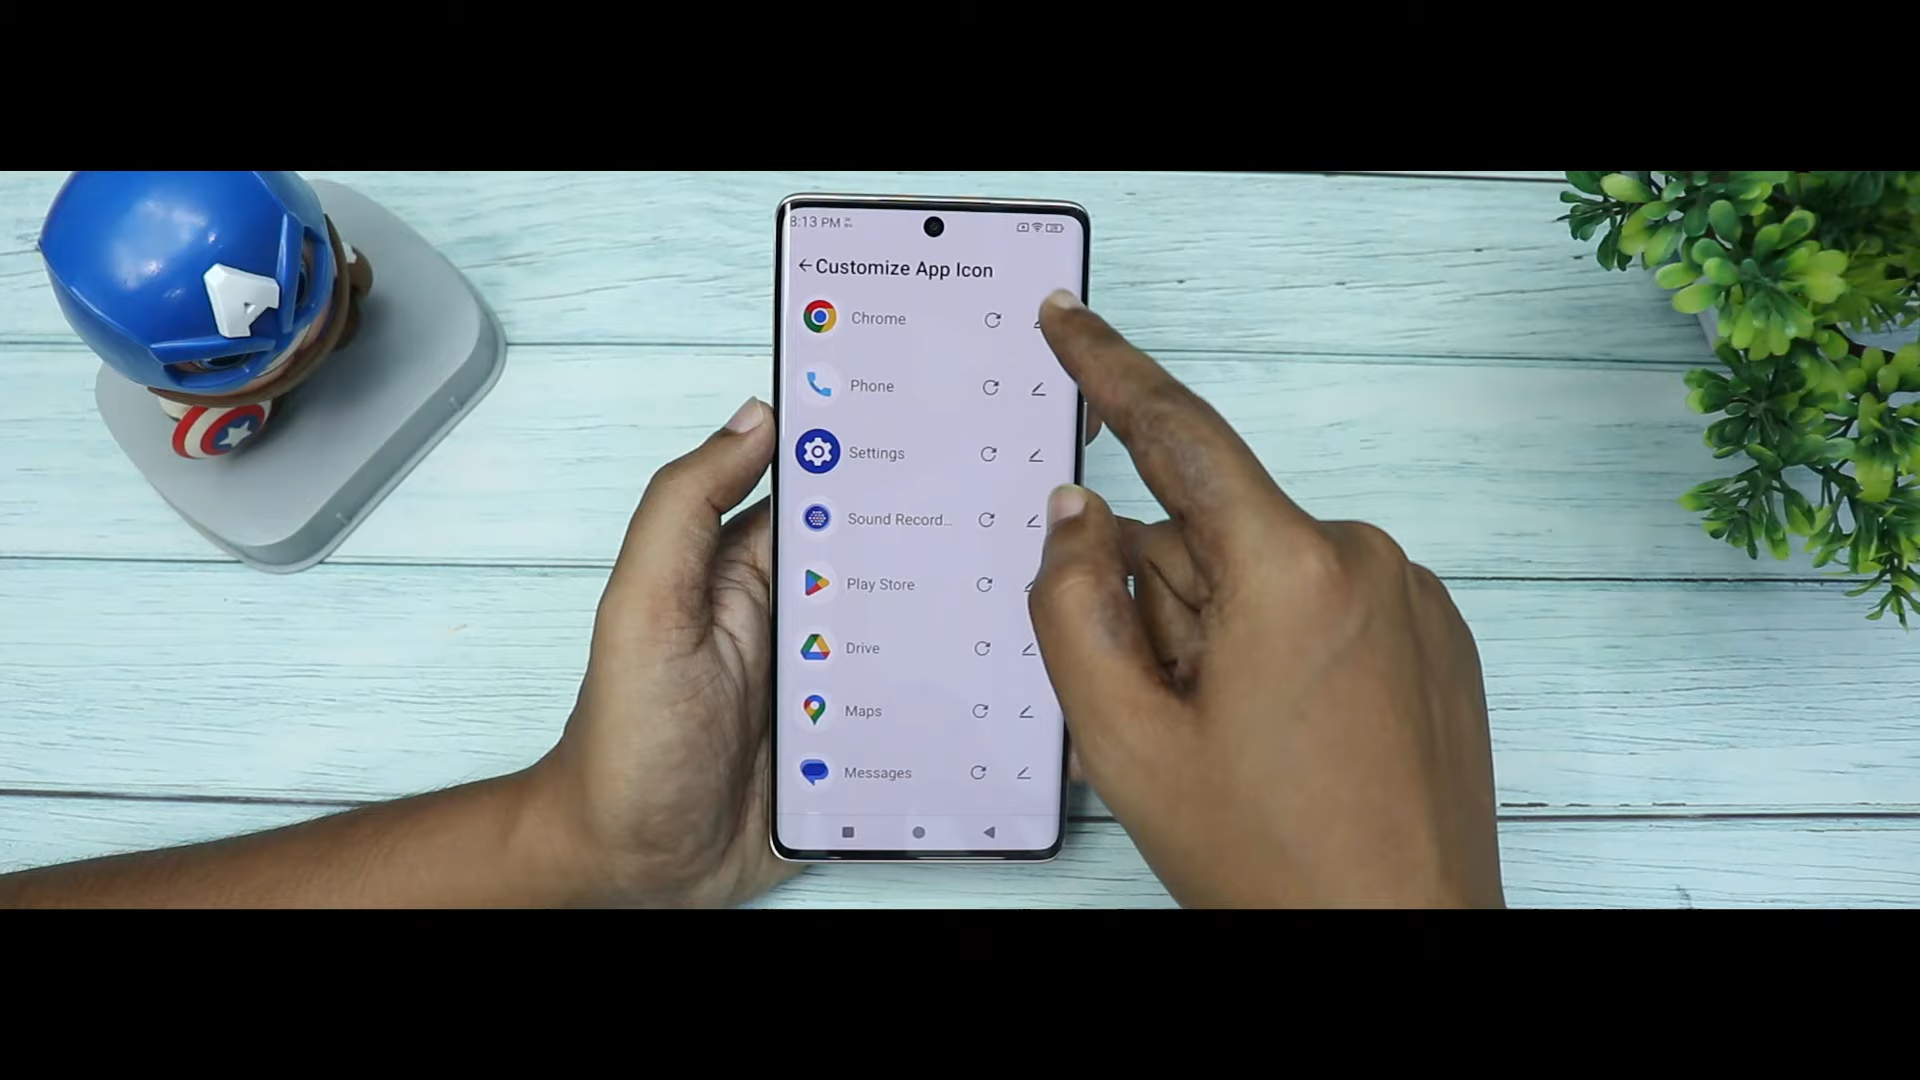 8:13 PM
Customize App Icon
Chrome
Phone
Settings
Sound Record...
Play Store
Drive
Maps
Messages
A